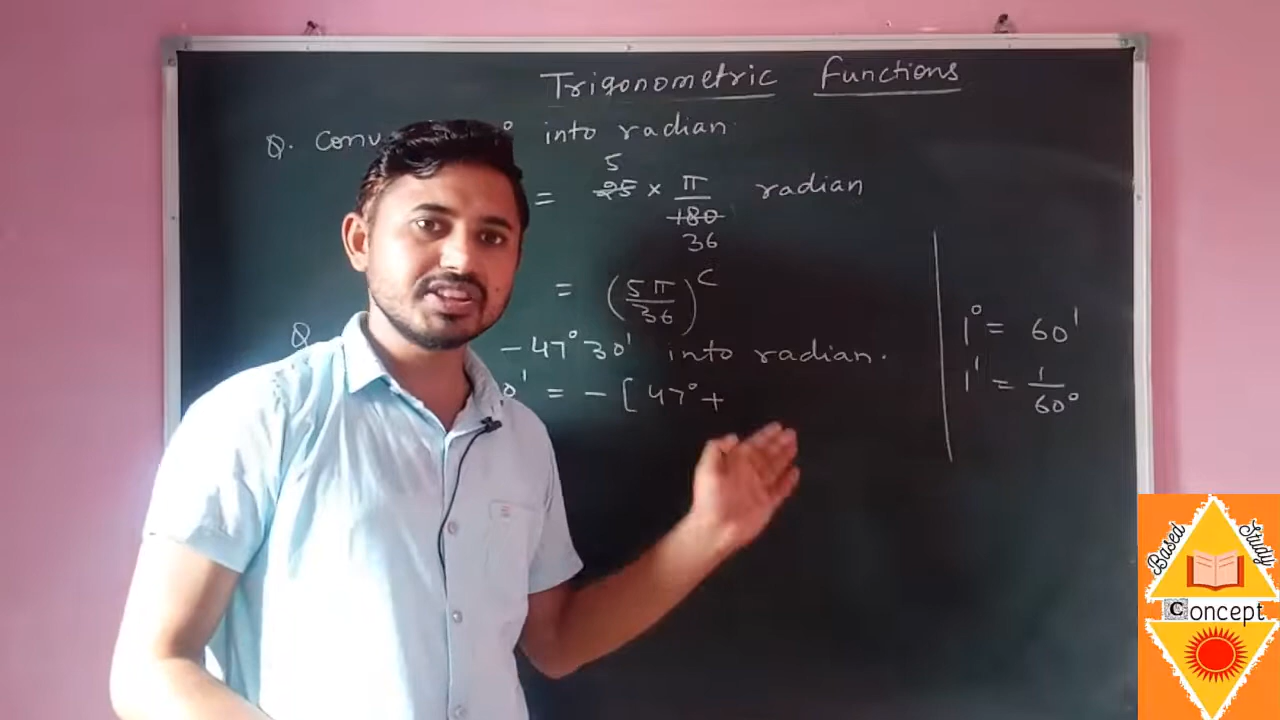 Trigonometric Functions
Q. Conv ° into radian
5
= 25 × π radian
180
36
= (5π/36)ᶜ
Q - 47° 30' into radian.
0' = - [ 47° +
1° = 60'
1' = 1/60°
Based Study
Concept